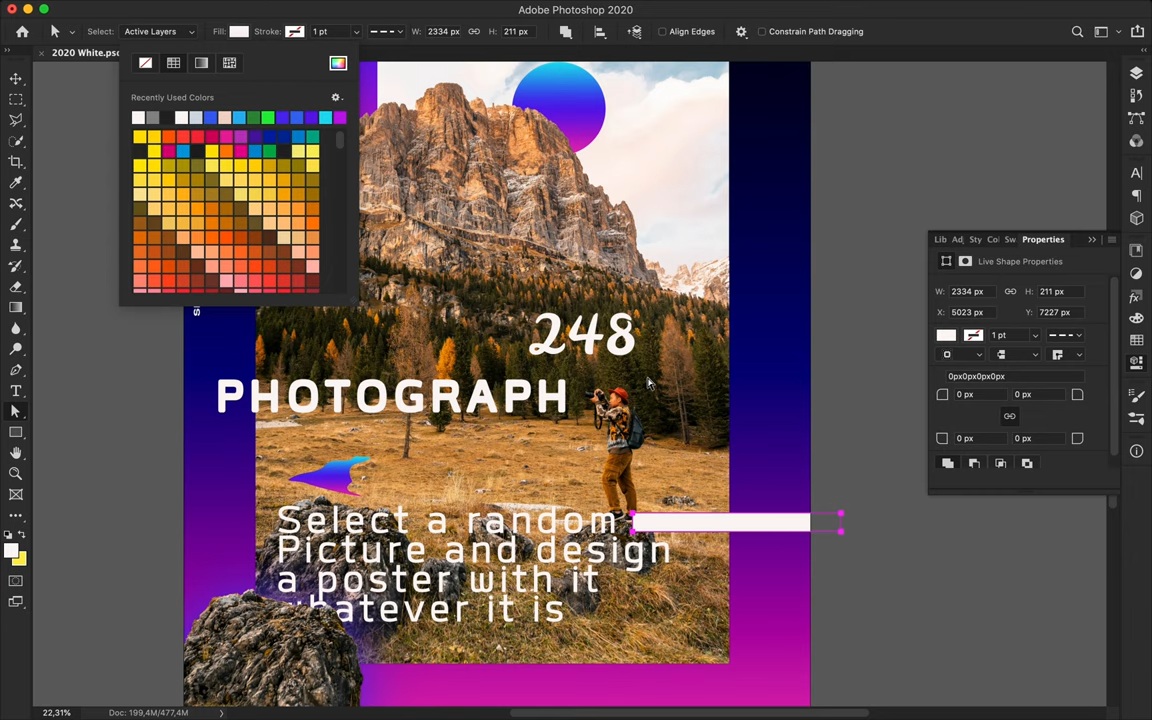 Adobe Photoshop 2020
Select: Active Layers Fill: Stroke: 1 pt W: 2334 px H: 211 px Align Edges Constrain Path Dragging
2020 White.psd
Recently Used Colors
Lib Ad Sty Col Sw Properties
Live Shape Properties
W: 2334 px H: 211 px
X: 5023 px Y: 7227 px
1 pt
0px0px0px0px
0 px 0 px
0 px 0 px
248
PHOTOGRAPH
Select a random
Picture and design
a poster with it
whatever it is
22,31% Doc: 199,4M/477,4M